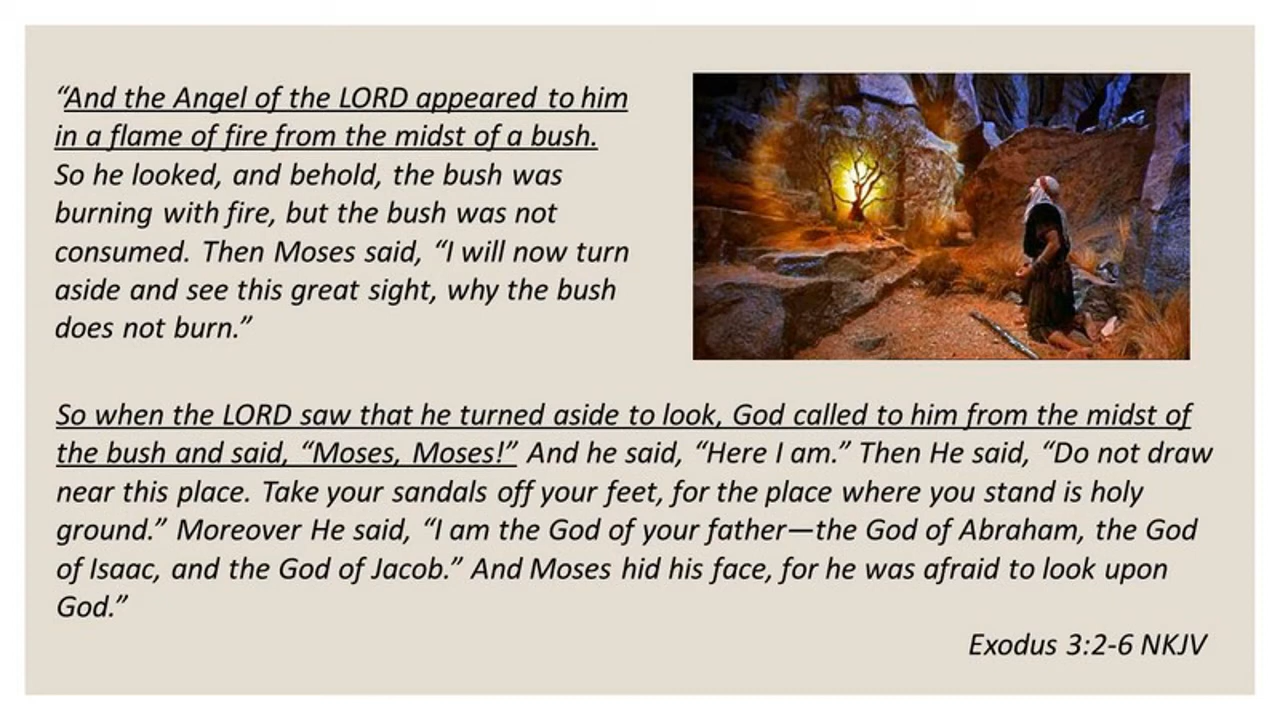 “And the Angel of the LORD appeared to him
in a flame of fire from the midst of a bush.
So he looked, and behold, the bush was
burning with fire, but the bush was not
consumed. Then Moses said, “I will now turn
aside and see this great sight, why the bush
does not burn.”
So when the LORD saw that he turned aside to look, God called to him from the midst of
the bush and said, “Moses, Moses!” And he said, “Here I am.” Then He said, “Do not draw
near this place. Take your sandals off your feet, for the place where you stand is holy
ground.” Moreover He said, “I am the God of your father—the God of Abraham, the God
of Isaac, and the God of Jacob.” And Moses hid his face, for he was afraid to look upon
God.”
Exodus 3:2-6 NKJV